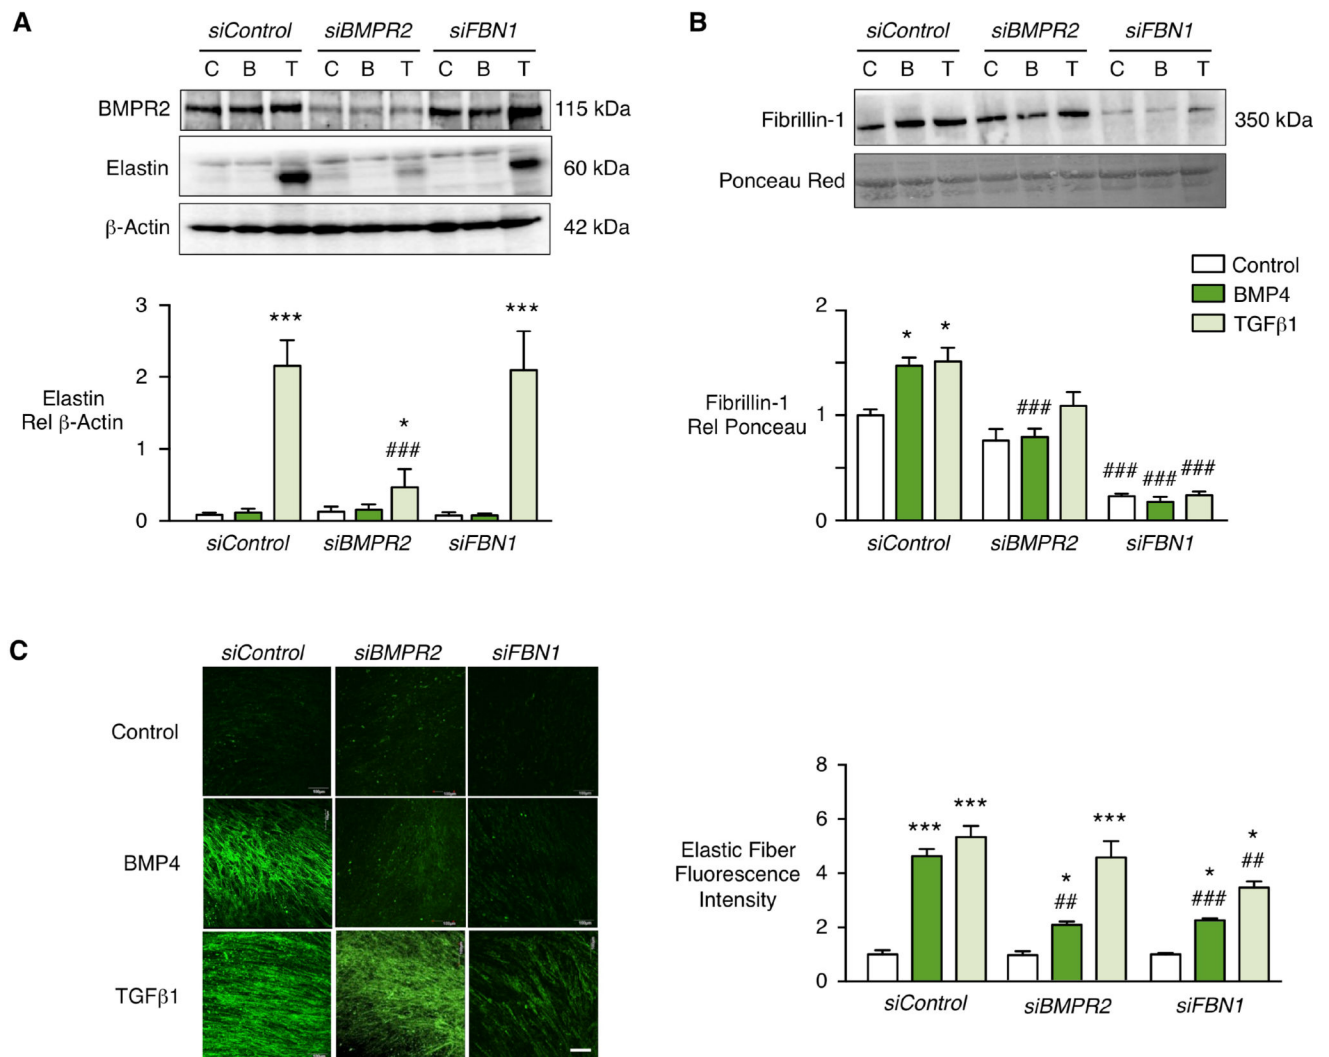 A
siControl siBMPR2 siFBN1
C B T C B T C B T
BMPR2 115 kDa
Elastin 60 kDa
β-Actin 42 kDa
3
2
1
0
Elastin
Rel β-Actin
***
*
###
***
siControl siBMPR2 siFBN1
B
siControl siBMPR2 siFBN1
C B T C B T C B T
Fibrillin-1 350 kDa
Ponceau Red
Control
BMP4
TGFβ1
2
1
0
Fibrillin-1
Rel Ponceau
* *
###
### ### ###
siControl siBMPR2 siFBN1
C
siControl siBMPR2 siFBN1
Control
BMP4
TGFβ1
8
6
4
2
0
Elastic Fiber
Fluorescence
Intensity
*** ***
*
##
***
*
###
*
##
siControl siBMPR2 siFBN1